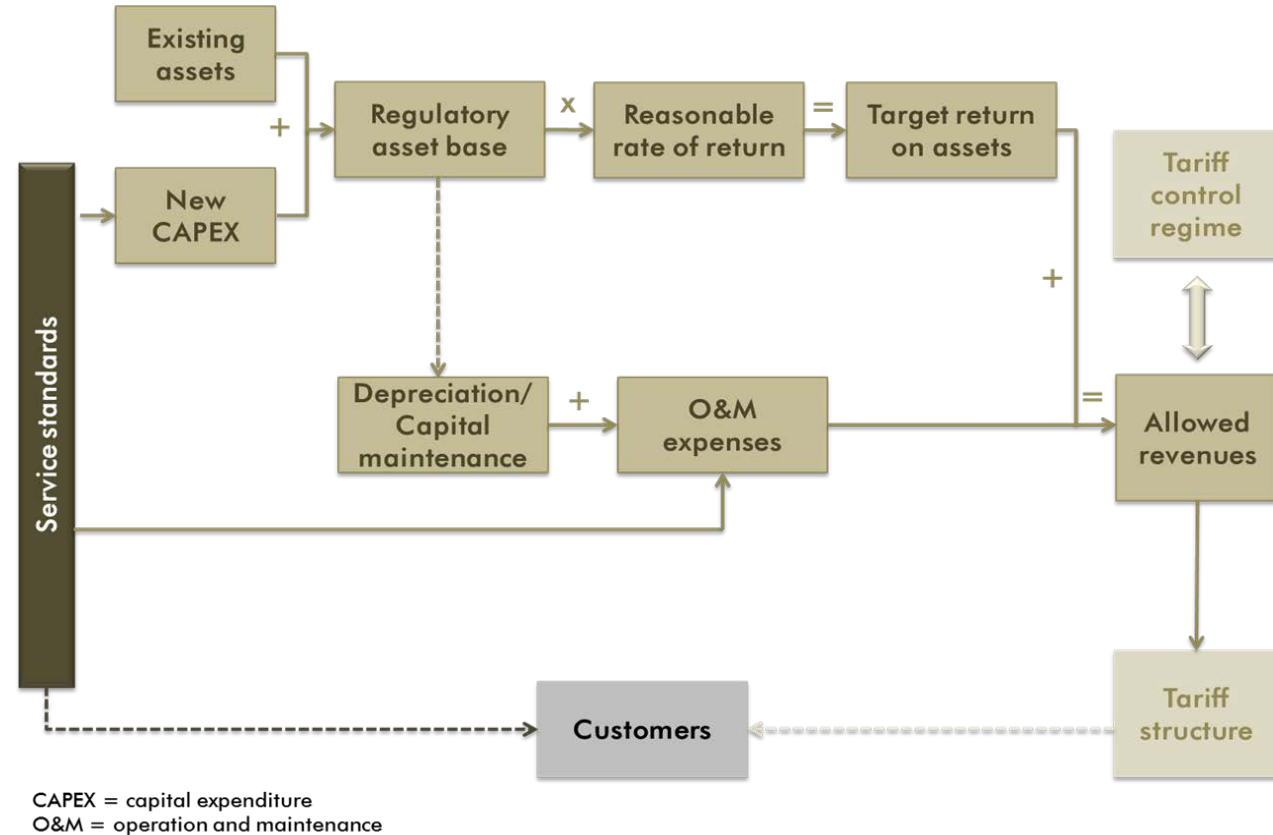 Existing
assets
+
Regulatory
asset base
x
Reasonable
rate of return
=
Target return
on assets
Tariff
control
regime
New
CAPEX
Service standards
+
Depreciation/
Capital
maintenance
+
O&M
expenses
=
Allowed
revenues
Customers
Tariff
structure
CAPEX = capital expenditure
O&M = operation and maintenance